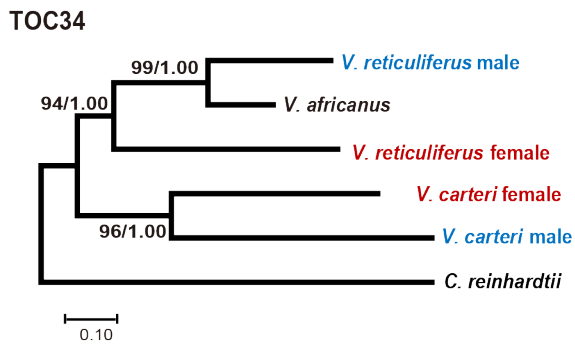 TOC34
99/1.00
V. reticuliferus male
94/1.00
V. africanus
V. reticuliferus female
V. carteri female
96/1.00
V. carteri male
C. reinhardtii
0.10